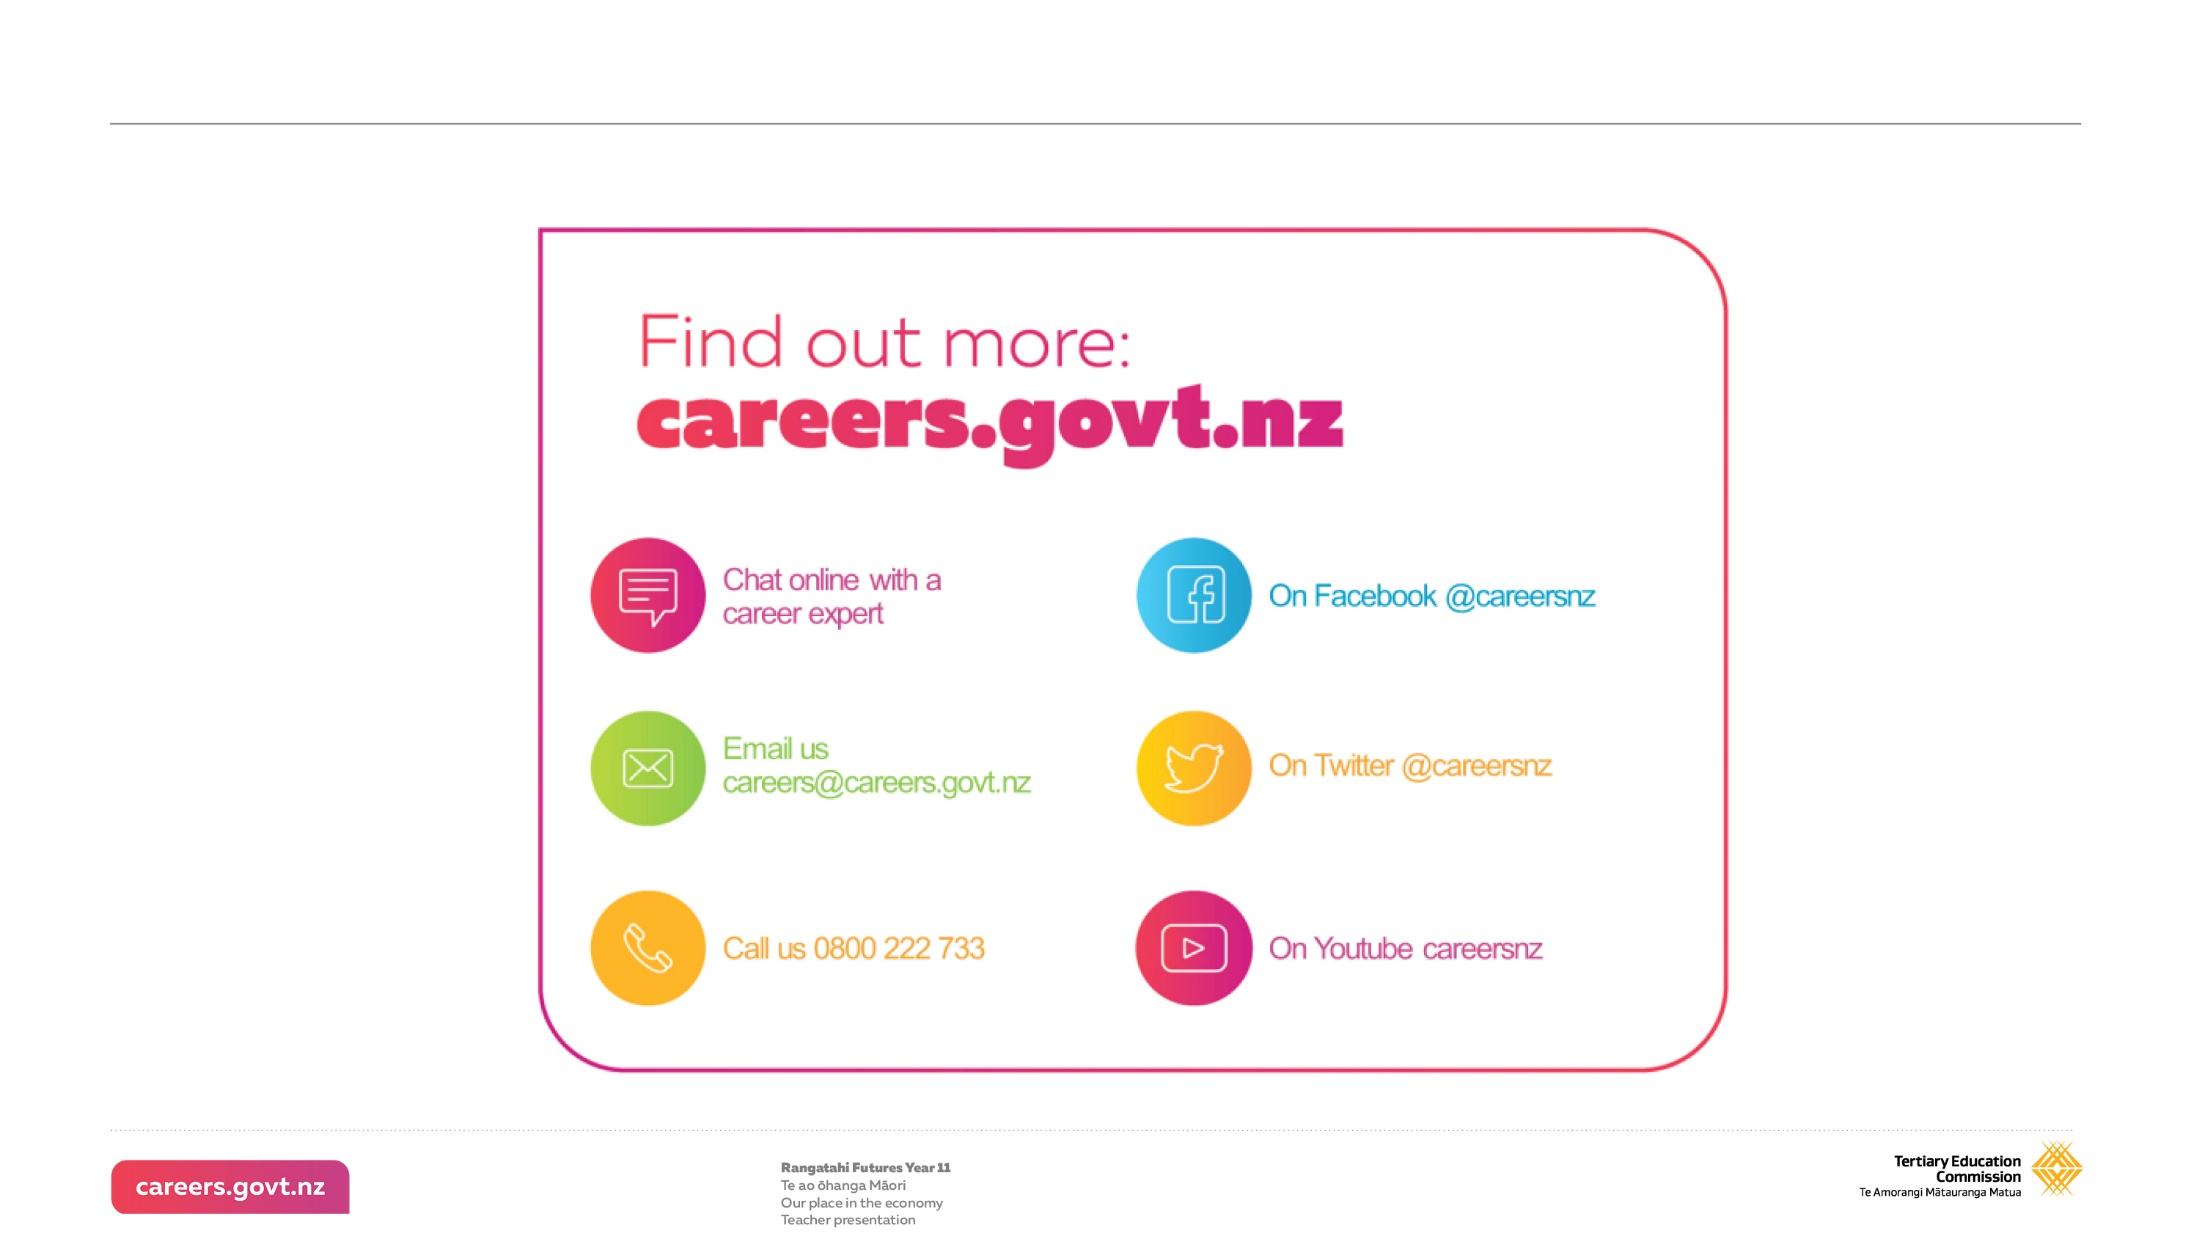 Find out more:
careers.govt.nz
Chat online with a
career expert
On Facebook @careersnz
Email us
careers@careers.govt.nz
On Twitter @careersnz
Call us 0800 222 733
On Youtube careersnz
careers.govt.nz
Rangatahi Futures Year 11
Te ao ōhanga Māori
Our place in the economy
Teacher presentation
Tertiary Education
Commission
Te Amorangi Mātauranga Matua